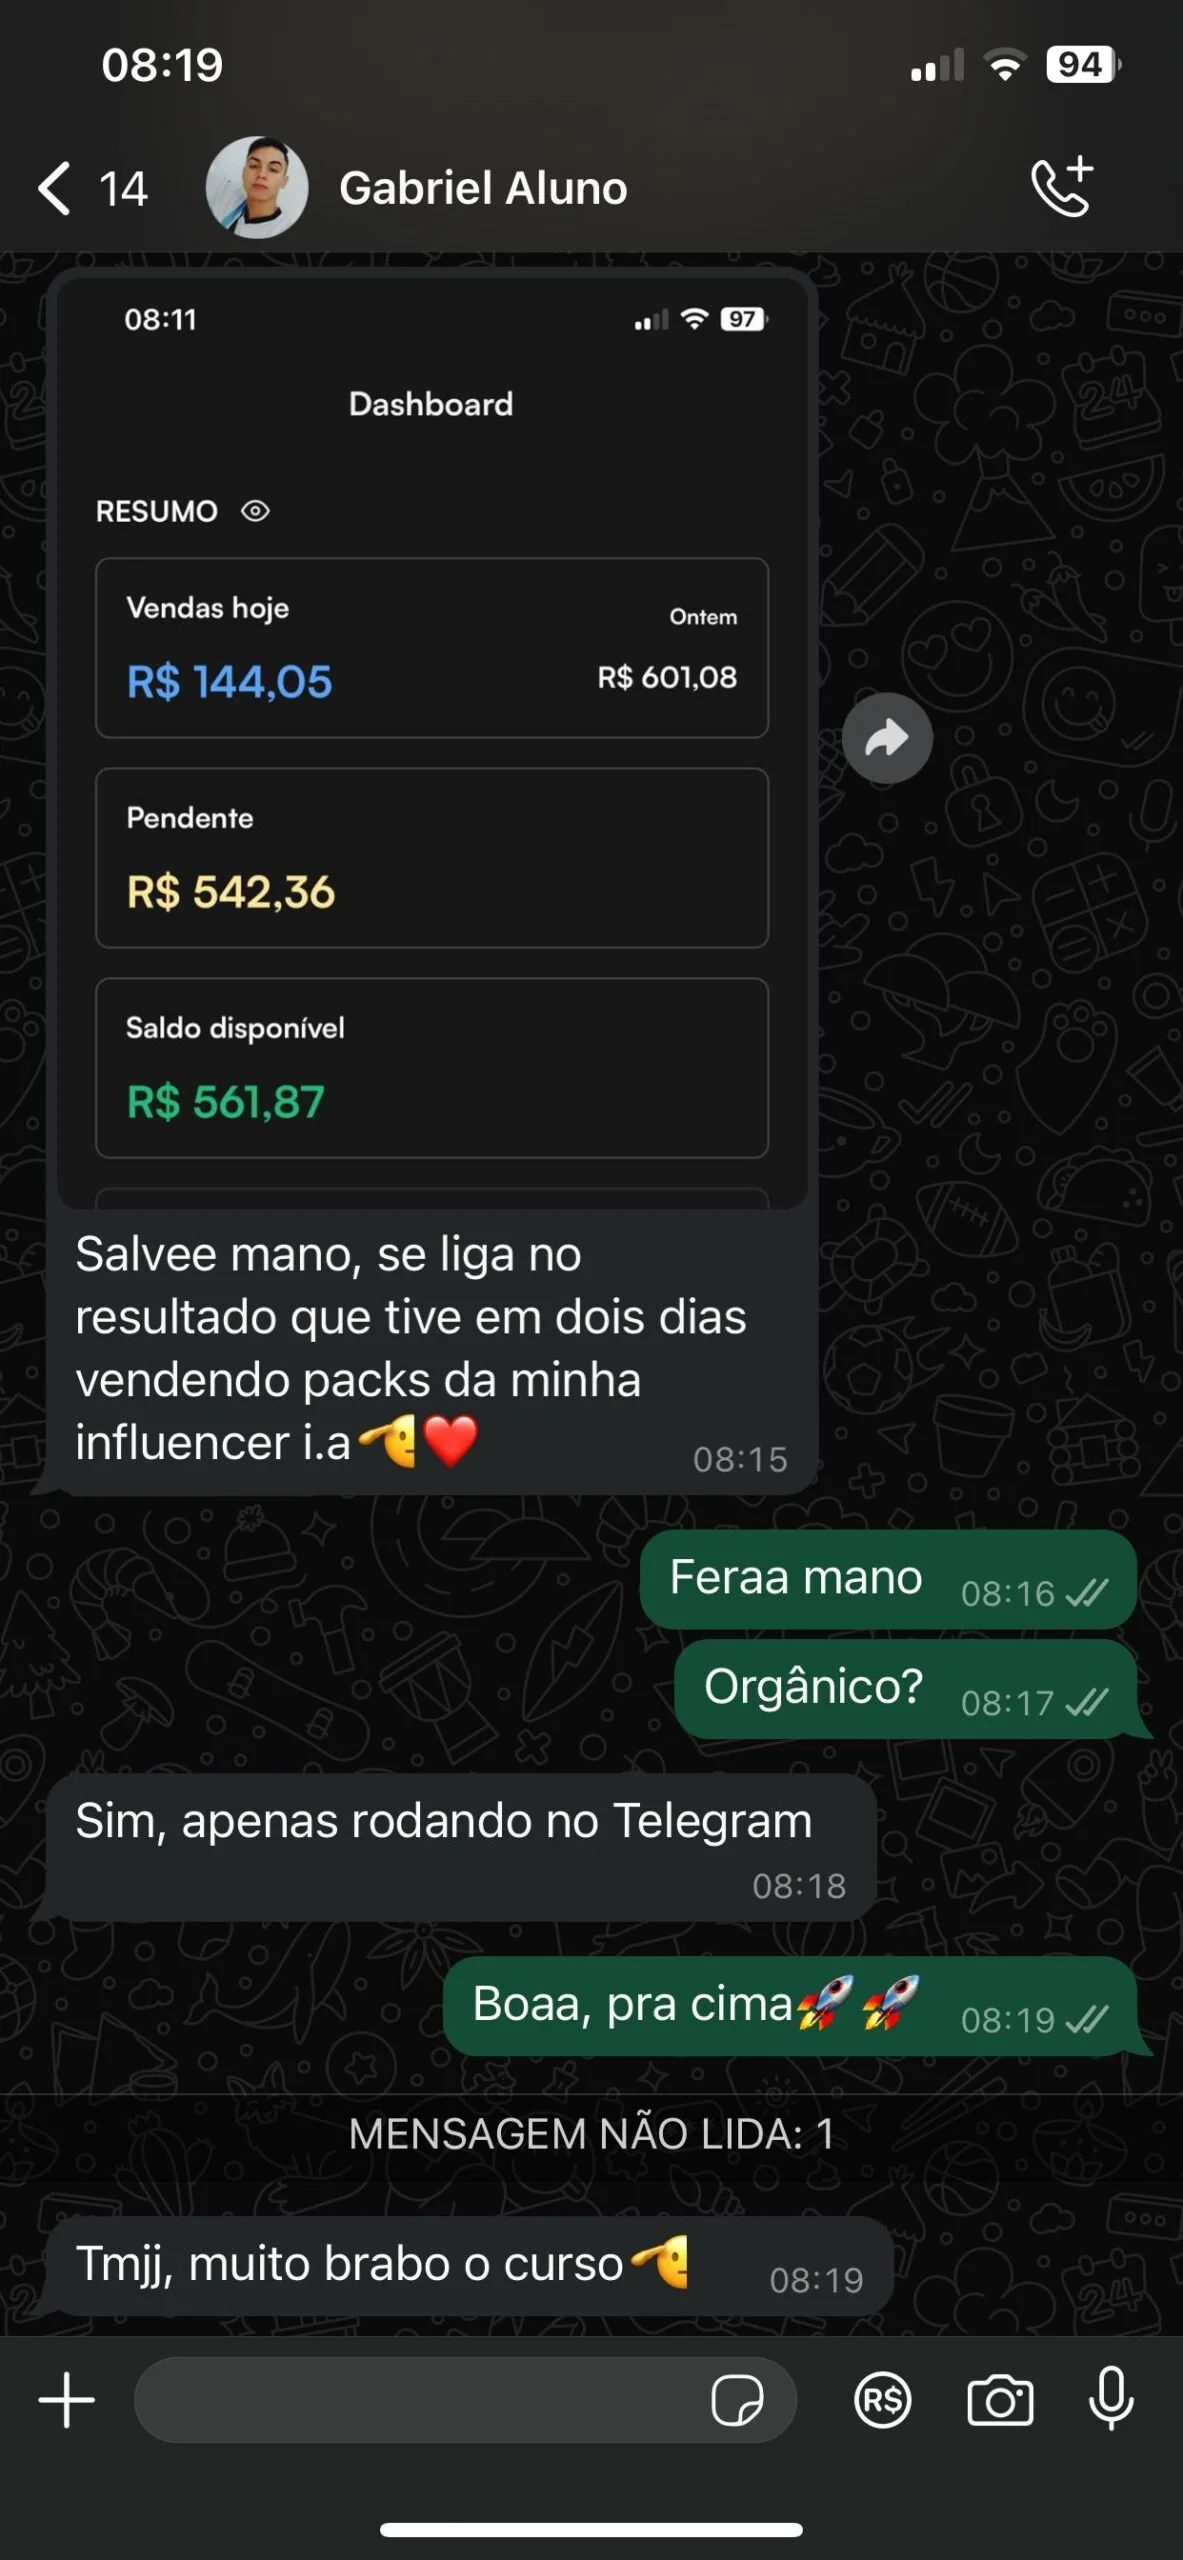 08:19
94
14
Gabriel Aluno
08:11
97
Dashboard
RESUMO
Vendas hoje
Ontem
R$ 144,05
R$ 601,08
Pendente
R$ 542,36
Saldo disponível
R$ 561,87
Salvee mano, se liga no
resultado que tive em dois dias
vendendo packs da minha
influencer i.a🫡❤️
08:15
Feraa mano
08:16
Orgânico?
08:17
Sim, apenas rodando no Telegram
08:18
Boaa, pra cima🚀🚀
08:19
MENSAGEM NÃO LIDA: 1
Tmjj, muito brabo o curso🫡
08:19
R$